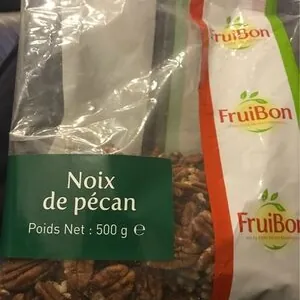 FruiBon
FruiBon
Noix
de pécan
Poids Net : 500 g ℮
FruiBon